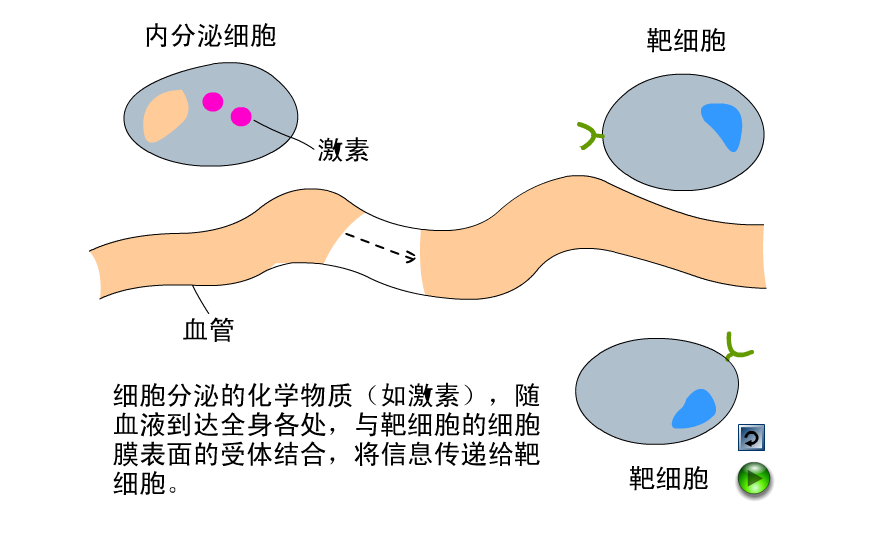 内分泌细胞
靶细胞
激素
血管
细胞分泌的化学物质（如激素），随
血液到达全身各处，与靶细胞的细胞
膜表面的受体结合，将信息传递给靶
细胞。
靶细胞